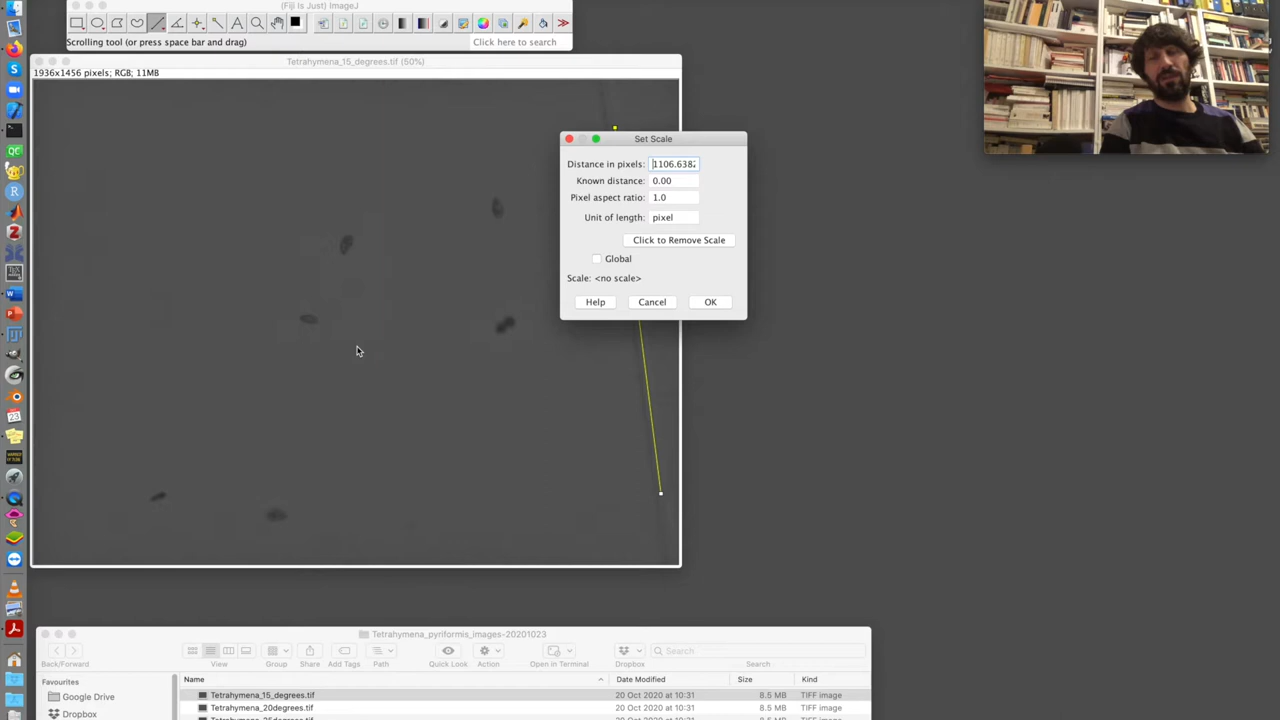 (Fiji Is Just) ImageJ
Scrolling tool (or press space bar and drag)
Click here to search
Tetrahymena_15_degrees.tif (50%)
1936x1456 pixels; RGB; 11MB
Set Scale
Distance in pixels: 1106.6382
Known distance: 0.00
Pixel aspect ratio: 1.0
Unit of length: pixel
Click to Remove Scale
Global
Scale: <no scale>
Help
Cancel
OK
Tetrahymena_pyriformis_images-20201023
Search
Back/Forward
View
Group
Share
Add Tags
Path
Quick Look
Action
Open in Terminal
Dropbox
Search
Favourites
Google Drive
Dropbox
Name
Date Modified
Size
Kind
Tetrahymena_15_degrees.tif
20 Oct 2020 at 10:31
8.5 MB
TIFF image
Tetrahymena_20degrees.tif
20 Oct 2020 at 10:31
8.5 MB
TIFF image